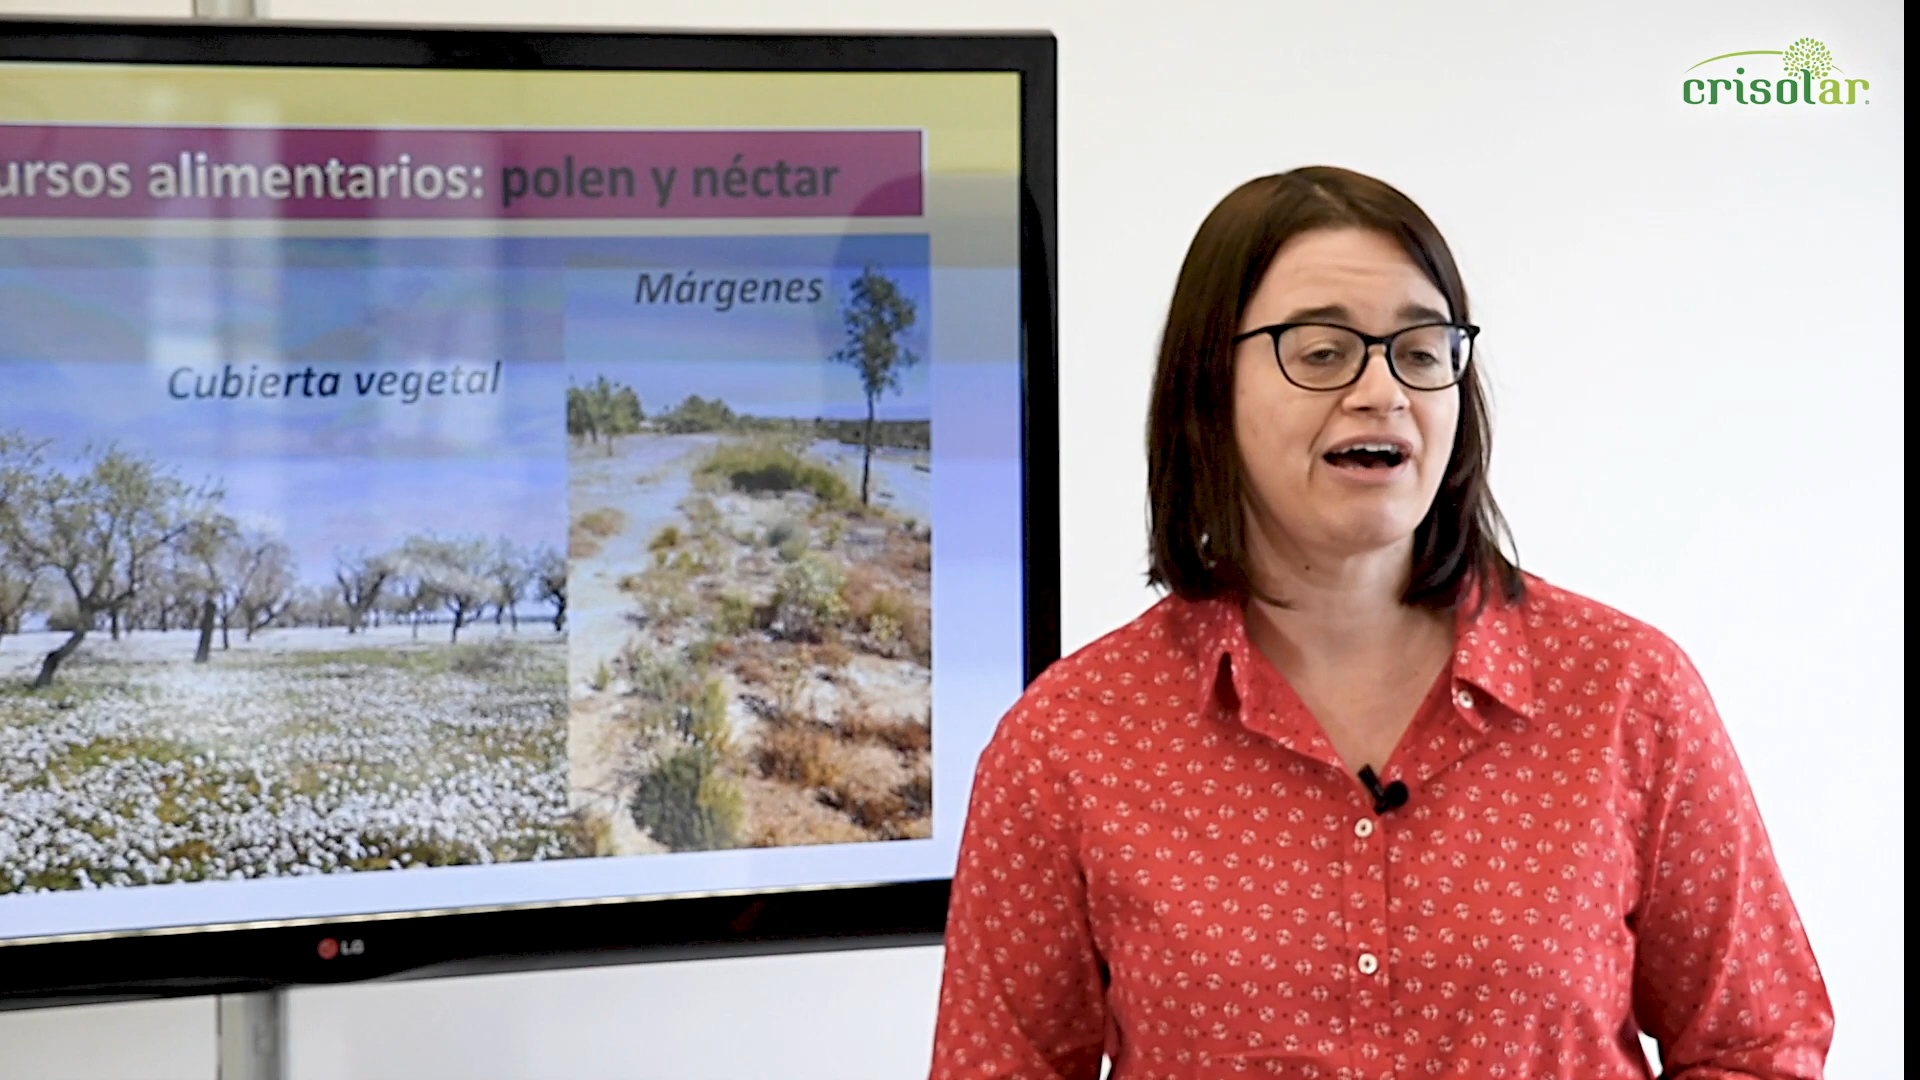 ursos alimentarios: polen y néctar
Márgenes
Cubierta vegetal
LG
crisolar